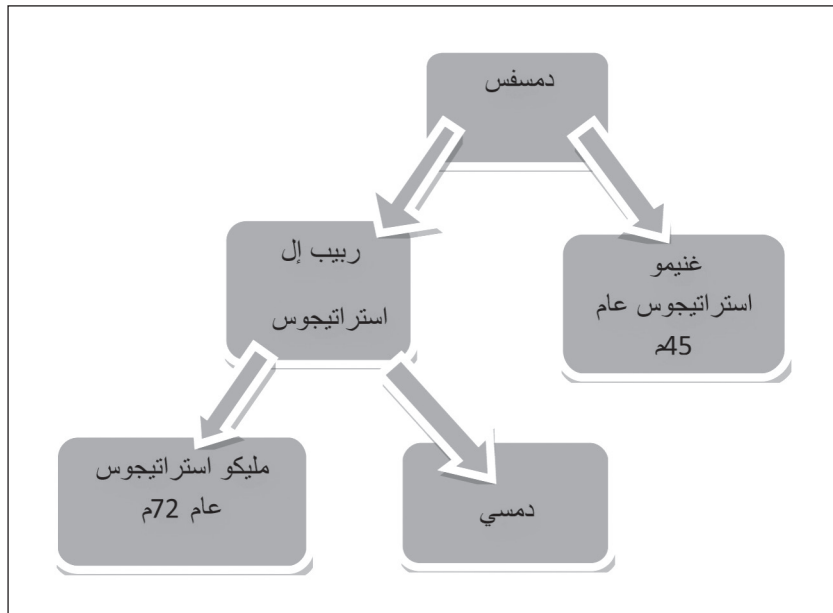 دمسفس
ربيب إل
استراتيجوس
غنيمو
استراتيجوس عام
45م
مليكو استراتيجوس
عام 72م
دمسي